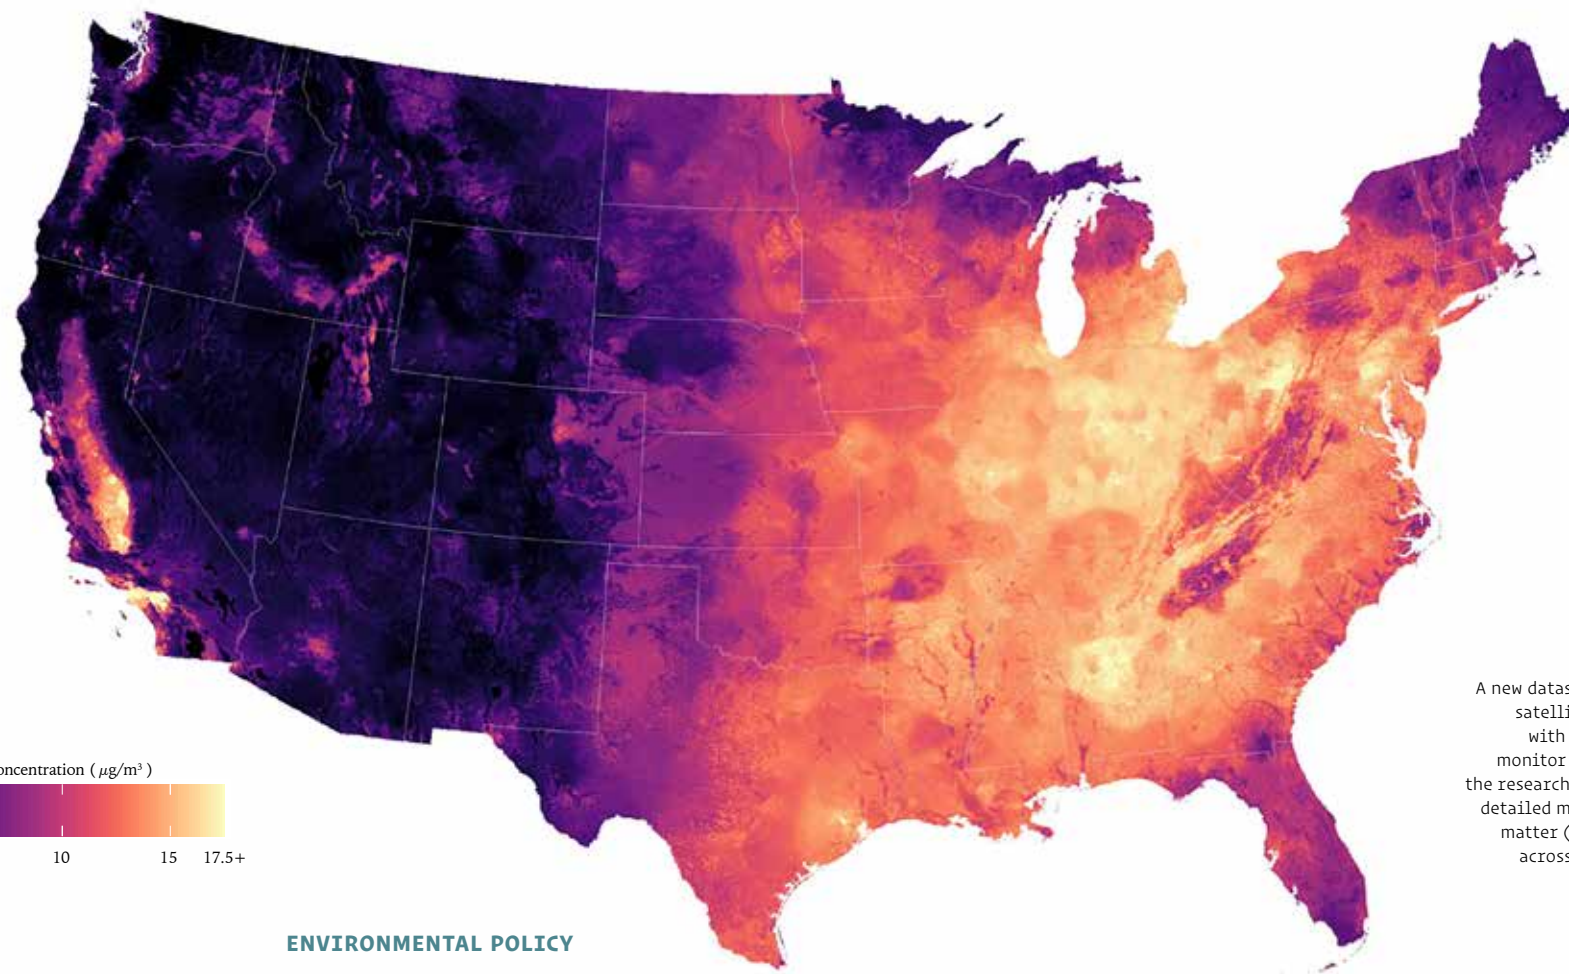 A new datas
satelli
with
monitor
the research
detailed m
matter (
across
oncentration ( µg/m³ )
10 15 17.5+
ENVIRONMENTAL POLICY